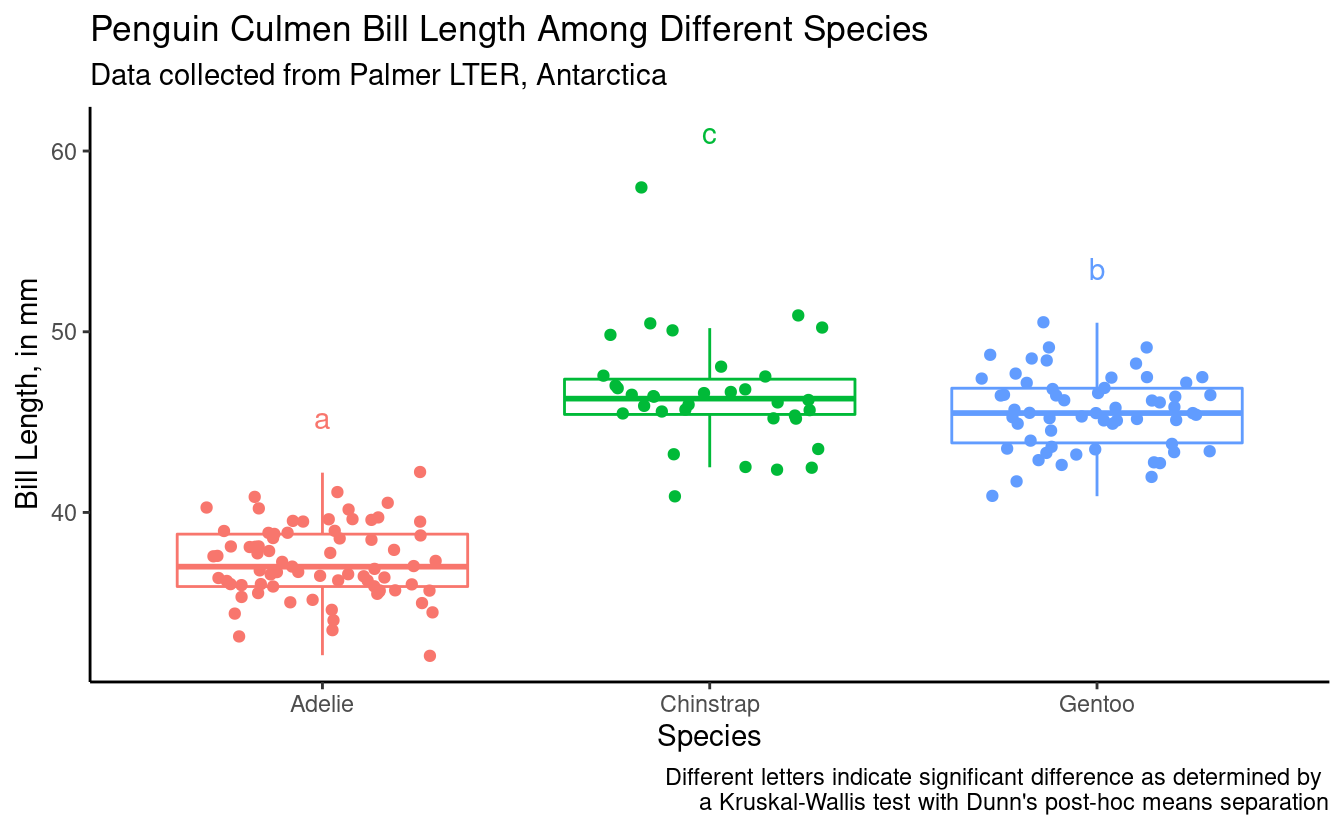 Penguin Culmen Bill Length Among Different Species
Data collected from Palmer LTER, Antarctica
60
50
40
Bill Length, in mm
a
c
b
Adelie
Chinstrap
Gentoo
Species
Different letters indicate significant difference as determined by
a Kruskal-Wallis test with Dunn's post-hoc means separation